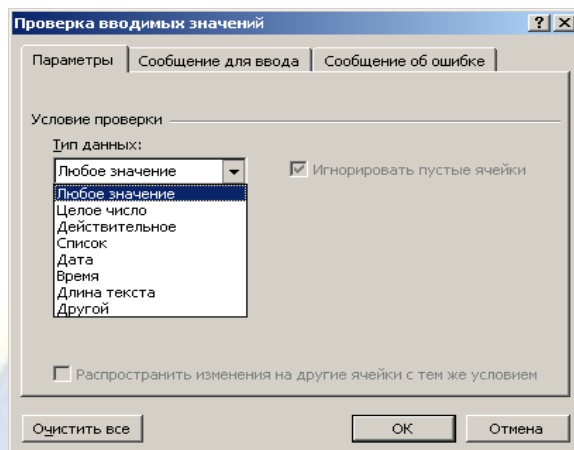 Проверка вводимых значений
Параметры Сообщение для ввода Сообщение об ошибке
Условие проверки
Тип данных:
Любое значение Игнорировать пустые ячейки
Любое значение
Целое число
Действительное
Список
Дата
Время
Длина текста
Другой
Распространить изменения на другие ячейки с тем же условием
Очистить все ОК Отмена